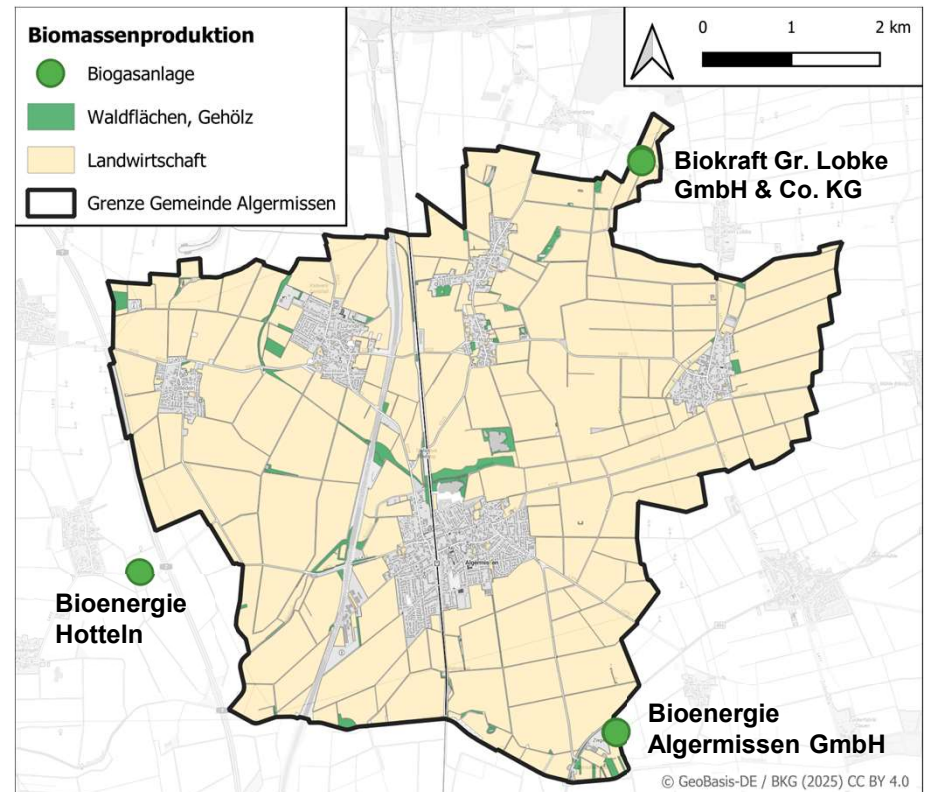 Biomassenproduktion
Biogasanlage
Waldflächen, Gehölz
Landwirtschaft
Grenze Gemeinde Algermissen
0 1 2 km
Biokraft Gr. Lobke
GmbH & Co. KG
Algermissen
Bioenergie
Hotteln
Bioenergie
Algermissen GmbH
© GeoBasis-DE / BKG (2025) CC BY 4.0